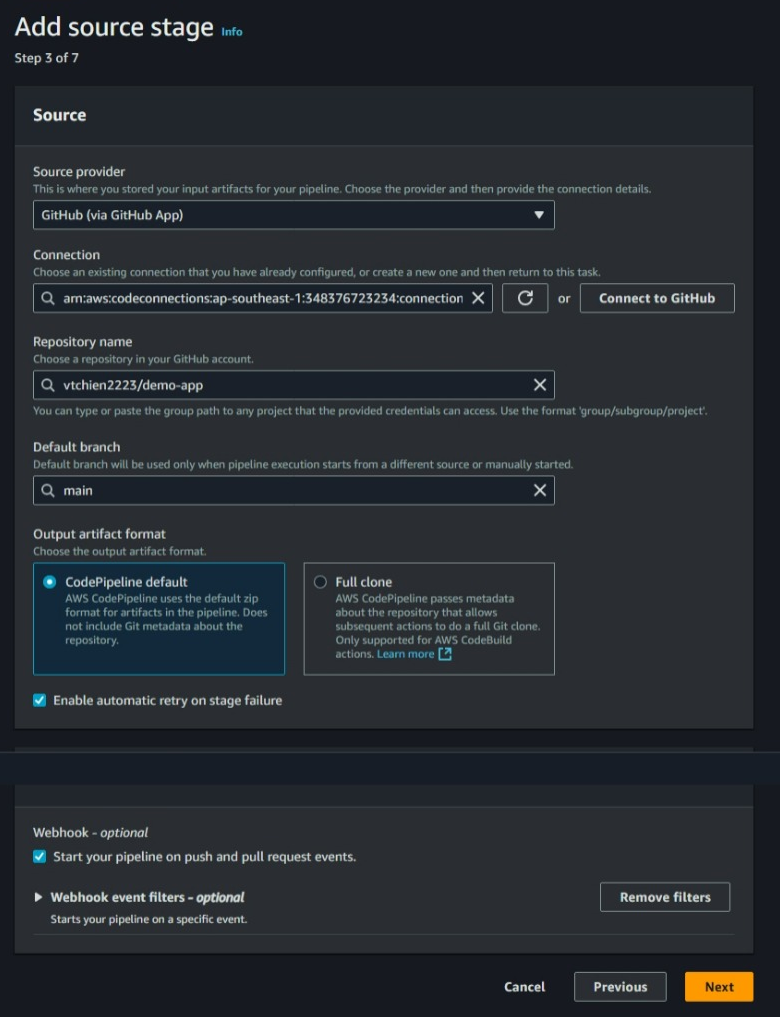 Add source stage Info
Step 3 of 7
Source
Source provider
This is where you stored your input artifacts for your pipeline. Choose the provider and then provide the connection details.
GitHub (via GitHub App)
Connection
Choose an existing connection that you have already configured, or create a new one and then return to this task.
arn:aws:codeconnections:ap-southeast-1:348376723234:connection
or
Connect to GitHub
Repository name
Choose a repository in your GitHub account.
vtchien2223/demo-app
You can type or paste the group path to any project that the provided credentials can access. Use the format 'group/subgroup/project'.
Default branch
Default branch will be used only when pipeline execution starts from a different source or manually started.
main
Output artifact format
Choose the output artifact format.
CodePipeline default
AWS CodePipeline uses the default zip
format for artifacts in the pipeline. Does
not include Git metadata about the
repository.
Full clone
AWS CodePipeline passes metadata
about the repository that allows
subsequent actions to do a full Git clone.
Only supported for AWS CodeBuild
actions. Learn more
Enable automatic retry on stage failure
Webhook - optional
Start your pipeline on push and pull request events.
Webhook event filters - optional
Starts your pipeline on a specific event.
Remove filters
Cancel
Previous
Next